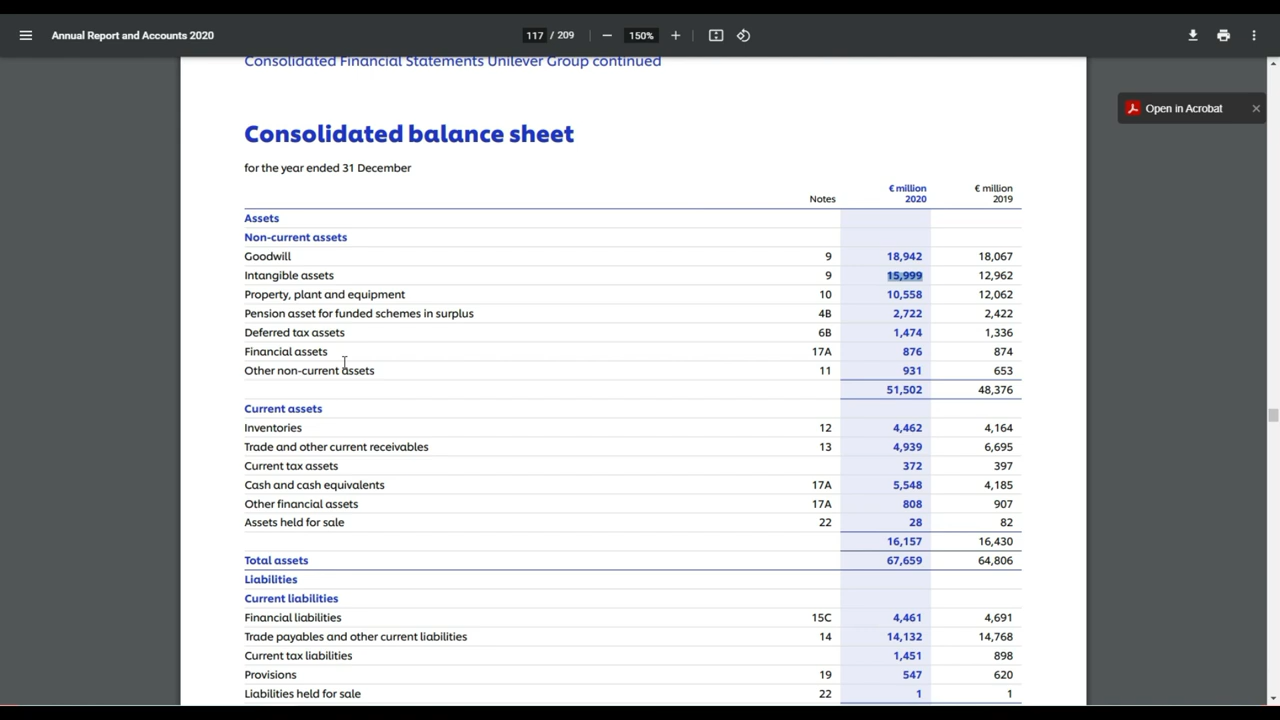 Annual Report and Accounts 2020
117 / 209
150%
Open in Acrobat
Consolidated Financial Statements Unilever Group continued
Consolidated balance sheet
for the year ended 31 December
Notes € million 2020 € million 2019
Assets
Non-current assets
Goodwill 9 18,942 18,067
Intangible assets 9 15,999 12,962
Property, plant and equipment 10 10,558 12,062
Pension asset for funded schemes in surplus 4B 2,722 2,422
Deferred tax assets 6B 1,474 1,336
Financial assets 17A 876 874
Other non-current assets 11 931 653
51,502 48,376
Current assets
Inventories 12 4,462 4,164
Trade and other current receivables 13 4,939 6,695
Current tax assets 372 397
Cash and cash equivalents 17A 5,548 4,185
Other financial assets 17A 808 907
Assets held for sale 22 28 82
16,157 16,430
Total assets 67,659 64,806
Liabilities
Current liabilities
Financial liabilities 15C 4,461 4,691
Trade payables and other current liabilities 14 14,132 14,768
Current tax liabilities 1,451 898
Provisions 19 547 620
Liabilities held for sale 22 1 1